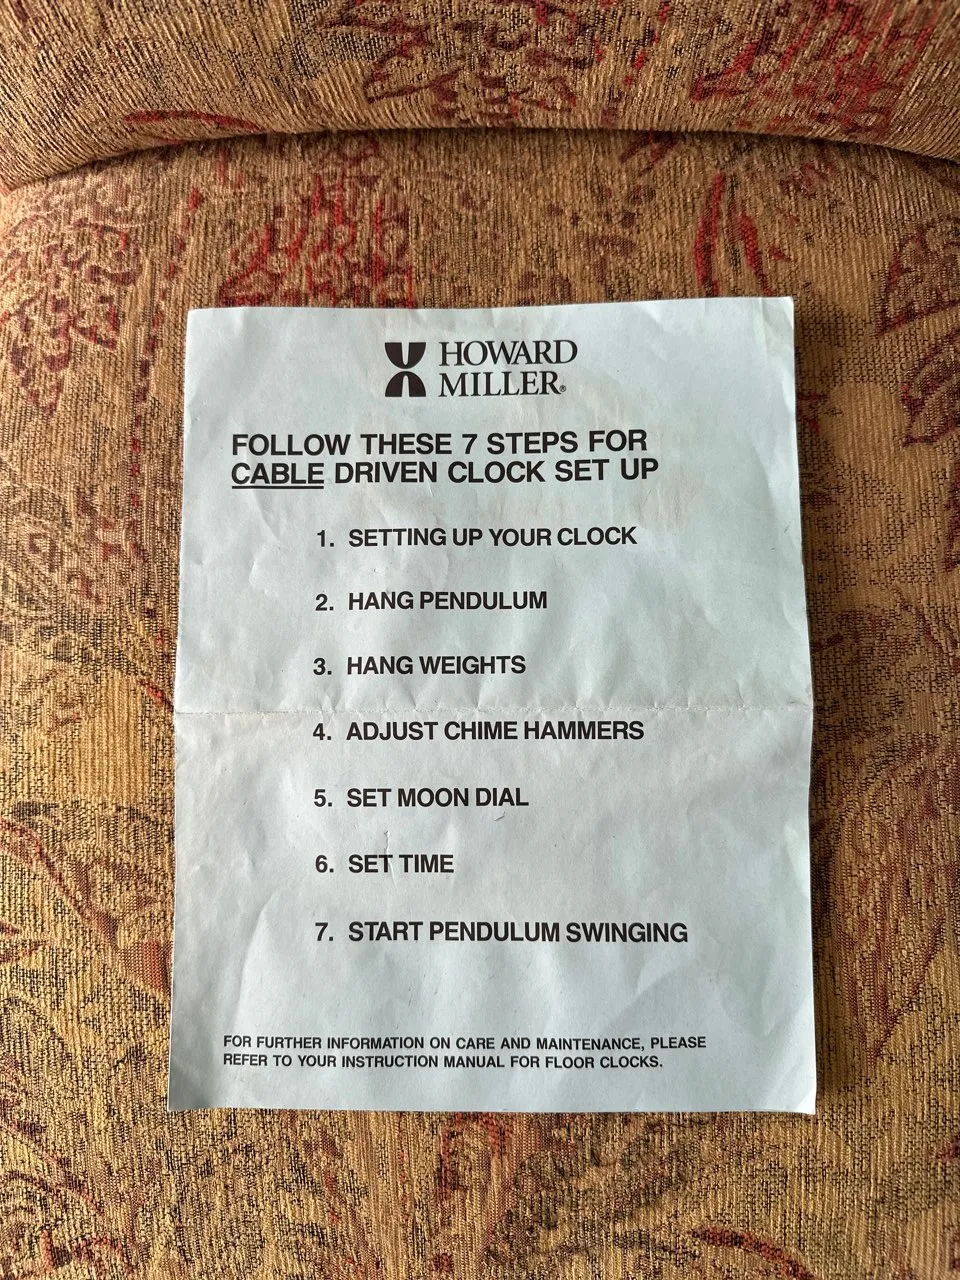 HOWARD
MILLER®
FOLLOW THESE 7 STEPS FOR
CABLE DRIVEN CLOCK SET UP
1. SETTING UP YOUR CLOCK
2. HANG PENDULUM
3. HANG WEIGHTS
4. ADJUST CHIME HAMMERS
5. SET MOON DIAL
6. SET TIME
7. START PENDULUM SWINGING
FOR FURTHER INFORMATION ON CARE AND MAINTENANCE, PLEASE
REFER TO YOUR INSTRUCTION MANUAL FOR FLOOR CLOCKS.